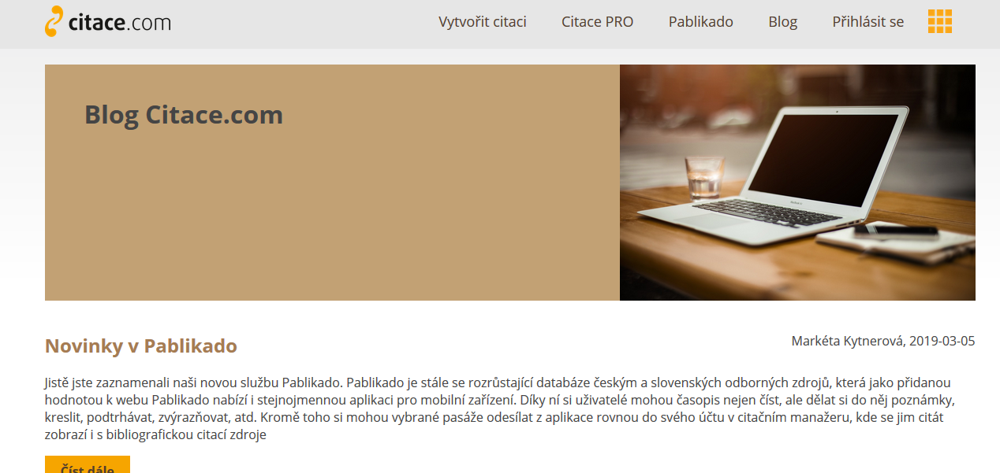 citace.com
Vytvořit citaci Citace PRO Pablikado Blog Přihlásit se
Blog Citace.com
Novinky v Pablikado
Markéta Kytnerová, 2019-03-05
Jistě jste zaznamenali naši novou službu Pablikado. Pablikado je stále se rozrůstající databáze českým a slovenských odborných zdrojů, která jako přidanou
hodnotou k webu Pablikado nabízí i stejnojmennou aplikaci pro mobilní zařízení. Díky ní si uživatelé mohou časopis nejen číst, ale dělat si do něj poznámky,
kreslit, podtrhávat, zvýrazňovat, atd. Kromě toho si mohou vybrané pasáže odesílat z aplikace rovnou do svého účtu v citačním manažeru, kde se jim citát
zobrazí i s bibliografickou citací zdroje
Číst dále